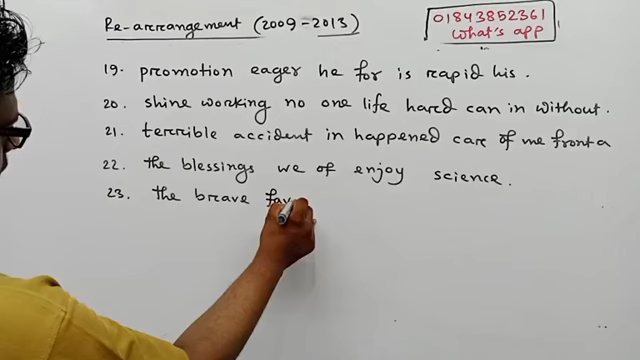 Re-arrangement (2009-2013)
01843852361
what's app
19. promotion eager he for is rapid his.
20. shine working no one life hard can in without.
21. terrible accident in happened care of me front a
22. the blessings we of enjoy science.
23. the brave fav